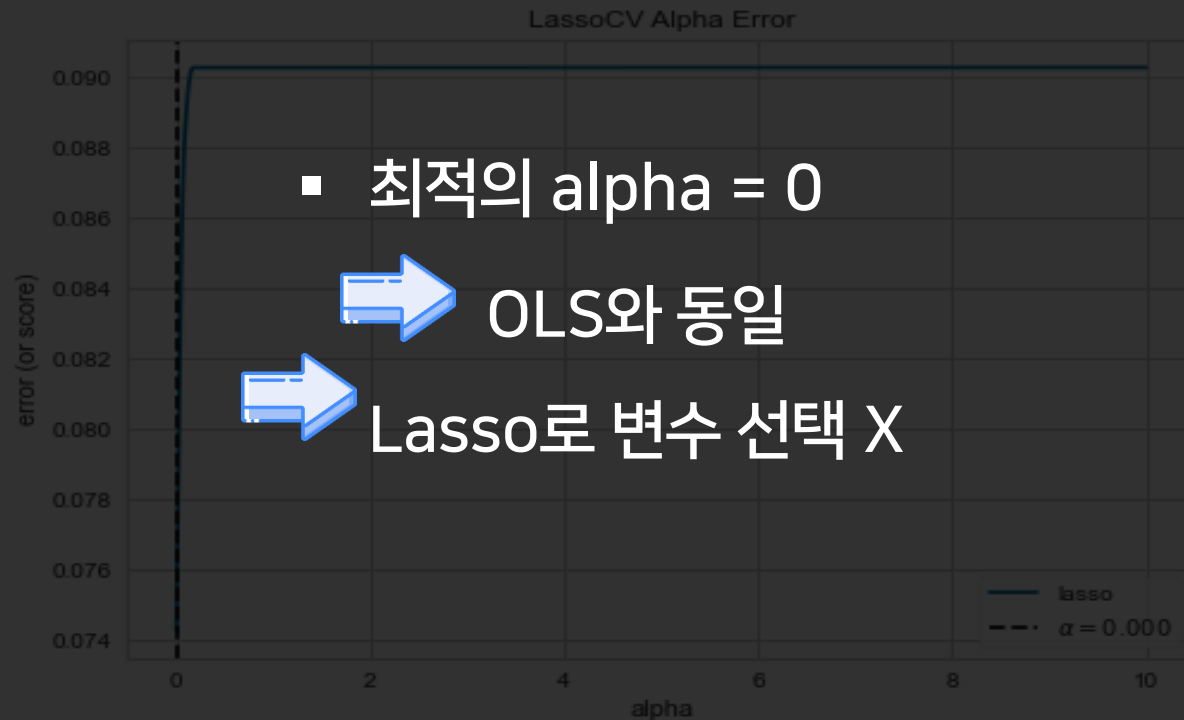 LassoCV Alpha Error
0.090
0.088
0.086
0.084
0.082
0.080
0.078
0.076
0.074
error (or score)
▪ 최적의 alpha = 0
OLS와 동일
Lasso로 변수 선택 X
lasso
α = 0.000
0 2 4 6 8 10
alpha